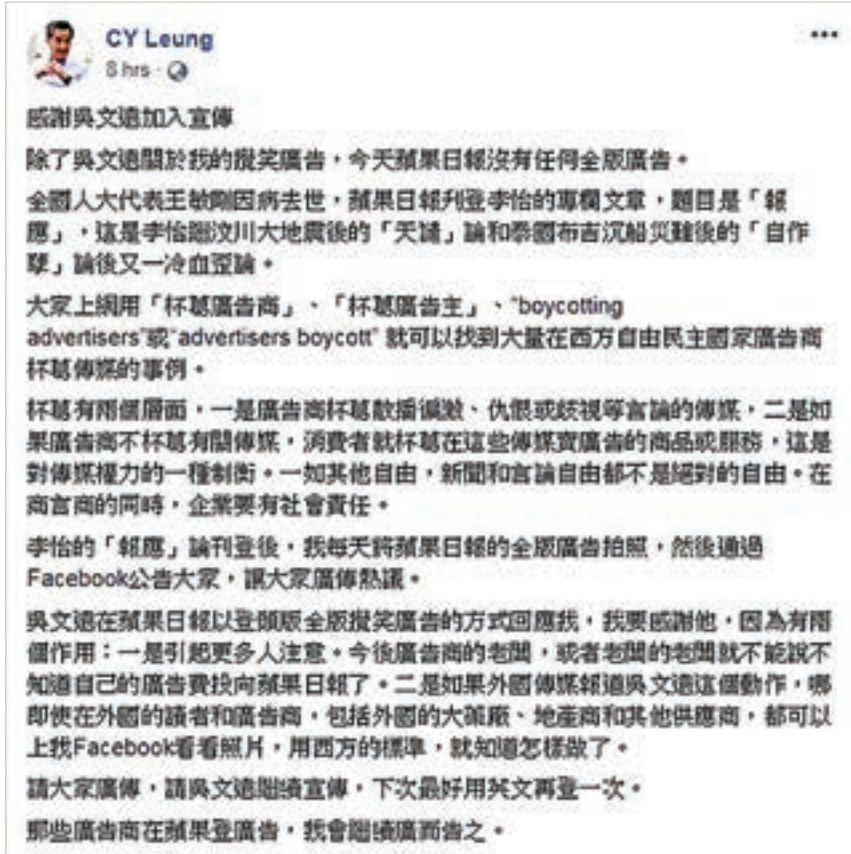 CY Leung
8 hrs
感謝吳文遠加入宣傳
除了吳文遠關於我的攪笑廣告，今天蘋果日報沒有任何全版廣告。
全國人大代表王敏剛因病去世，蘋果日報刊登李怡的專欄文章，題目是「報
應」，這是李怡繼汶川大地震後的「天譴」論和泰國布吉沉船災難後的「自作
孽」論後又一冷血歪論。
大家上網用「杯葛廣告商」、「杯葛廣告主」、“boycotting
advertisers”或“advertisers boycott” 就可以找到大量在西方自由民主國家廣告商
杯葛傳媒的事例。
杯葛有兩個層面，一是廣告商杯葛散播偏激、仇恨或歧視等言論的傳媒，二是如
果廣告商不杯葛有關傳媒，消費者就杯葛在這些傳媒賣廣告的商品或服務，這是
對傳媒權力的一種制衡。一如其他自由，新聞和言論自由都不是絕對的自由。在
商言商的同時，企業要有社會責任。
李怡的「報應」論刊登後，我每天將蘋果日報的全版廣告拍照，然後通過
Facebook公告大家，讓大家廣傳熱議。
吳文遠在蘋果日報以登頭版全版攪笑廣告的方式回應我，我要感謝他，因為有兩
個作用：一是引起更多人注意。今後廣告商的老闆，或者老闆的老闆就不能說不
知道自己的廣告費投向蘋果日報了。二是如果外國傳媒報道吳文遠這個動作，哪
即使在外國的讀者和廣告商，包括外國的大藥廠、地產商和其他供應商，都可以
上我Facebook看看照片，用西方的標準，就知道怎樣做了。
請大家廣傳，請吳文遠繼續宣傳，下次最好用英文再登一次。
那些廣告商在蘋果登廣告，我會繼續廣而告之。